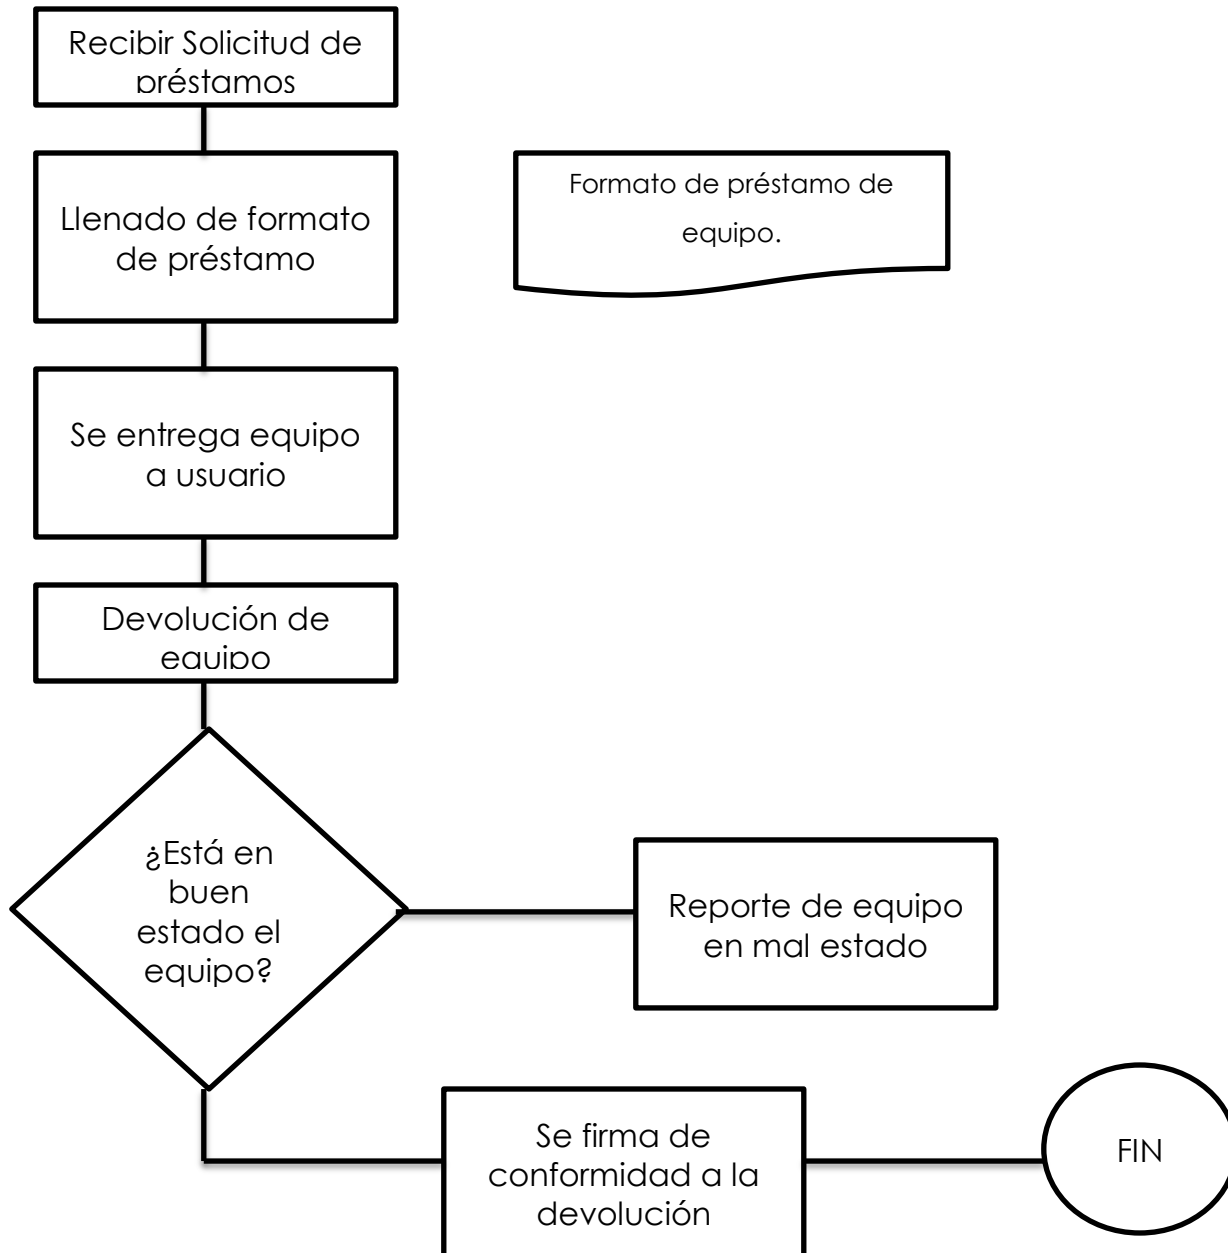 Recibir Solicitud de
préstamos
Llenado de formato
de préstamo
Formato de préstamo de
equipo.
Se entrega equipo
a usuario
Devolución de
equipo
¿Está en
buen
estado el
equipo?
Reporte de equipo
en mal estado
Se firma de
conformidad a la
devolución
FIN